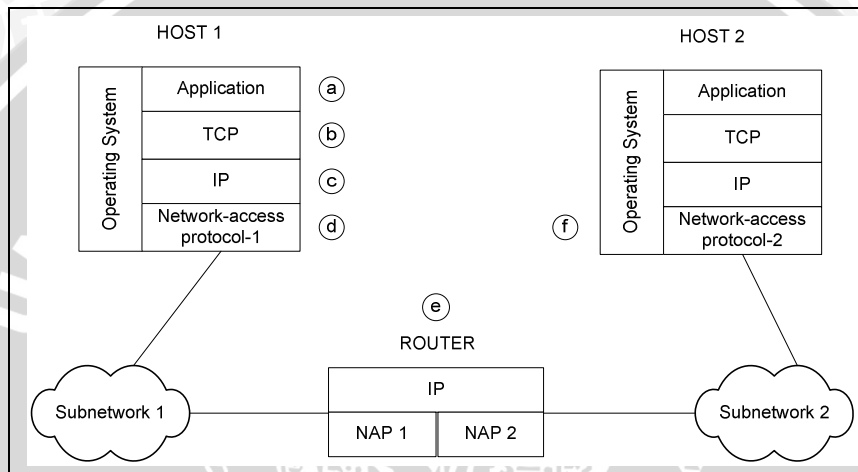 HOST 1
HOST 2
Operating System
Application
TCP
IP
Network-access
protocol-1
a
b
c
d
f
Operating System
Application
TCP
IP
Network-access
protocol-2
e
ROUTER
IP
NAP 1
NAP 2
Subnetwork 1
Subnetwork 2